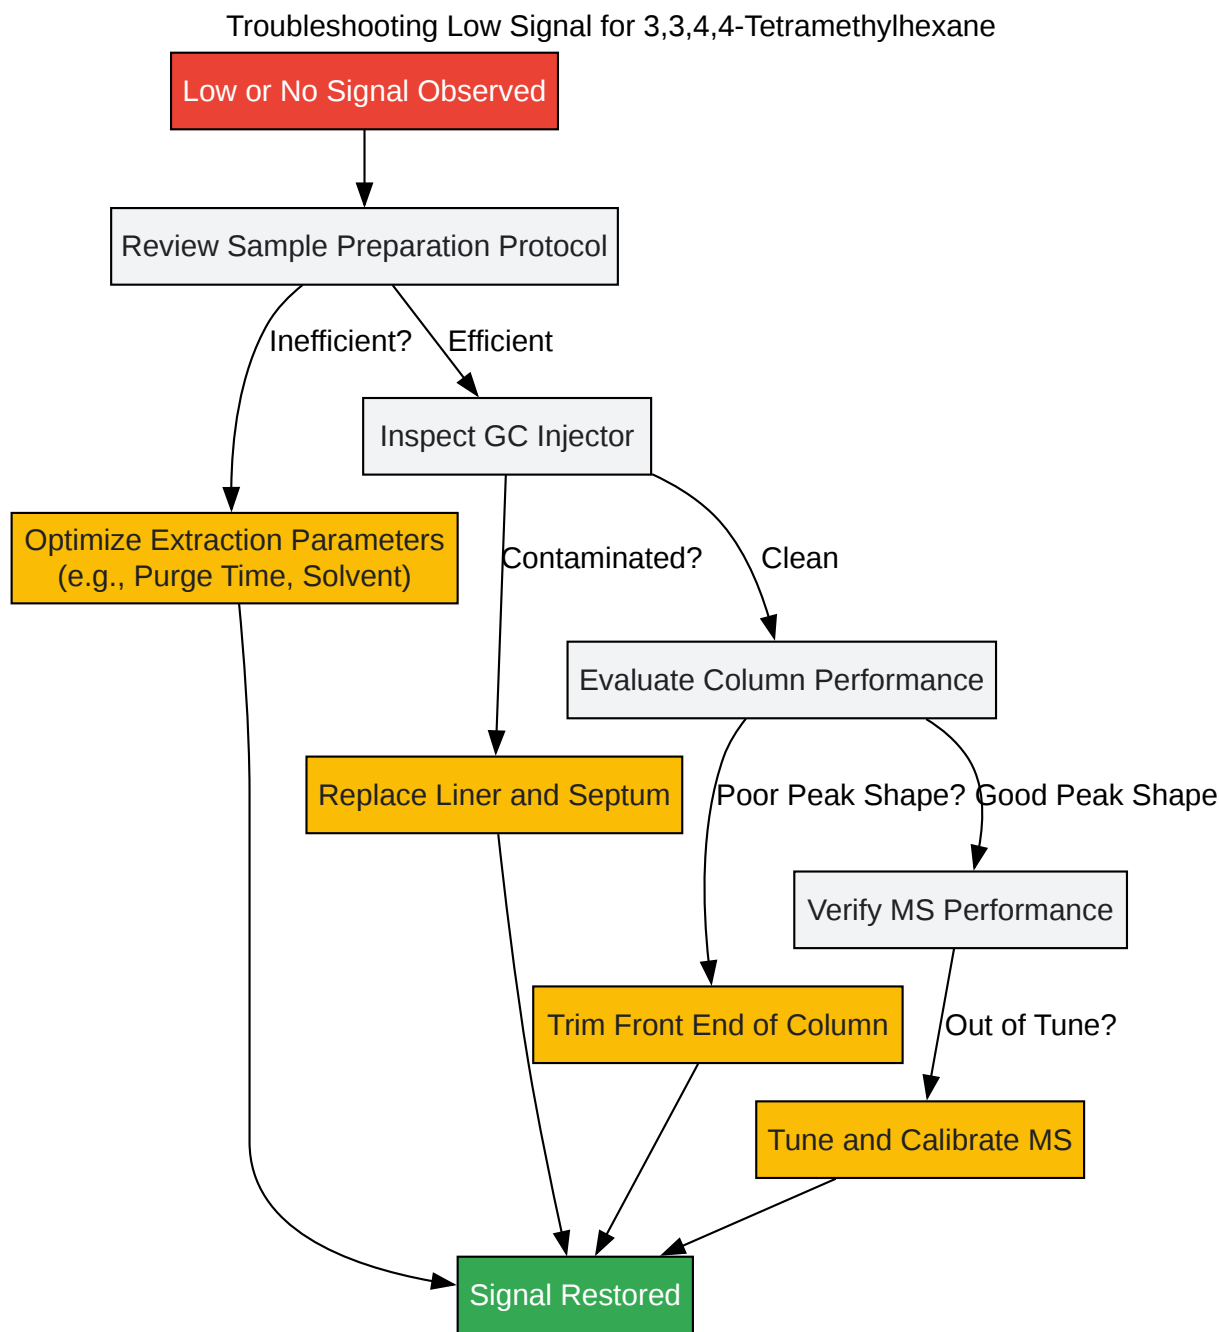 Troubleshooting Low Signal for 3,3,4,4-Tetramethylhexane
Low or No Signal Observed
Review Sample Preparation Protocol
Inefficient?
Efficient
Inspect GC Injector
Optimize Extraction Parameters
(e.g., Purge Time, Solvent)
Contaminated?
Clean
Evaluate Column Performance
Replace Liner and Septum
Poor Peak Shape?
Good Peak Shape
Verify MS Performance
Trim Front End of Column
Out of Tune?
Tune and Calibrate MS
Signal Restored